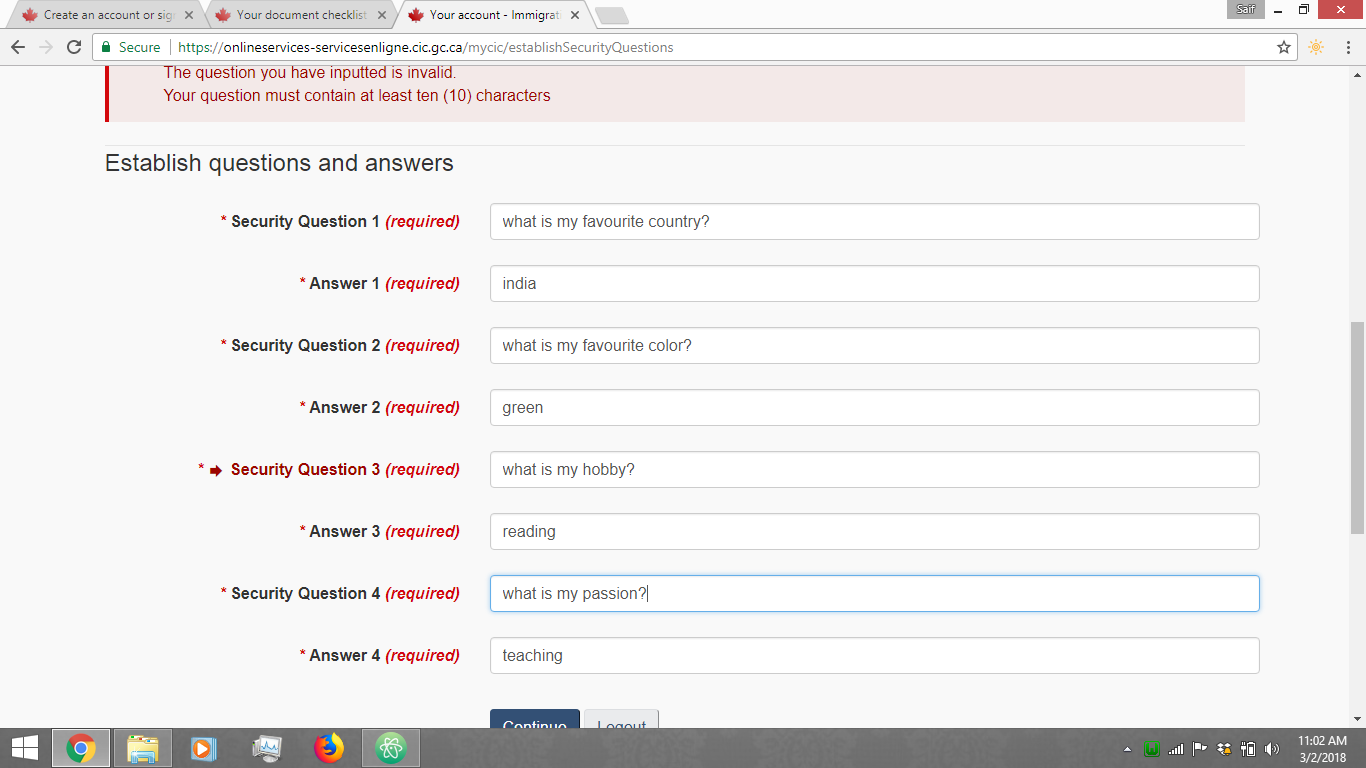 Create an account or sig
Your document checklist
Your account - Immigrat
Saif
Secure
https://onlineservices-servicesenligne.cic.gc.ca/mycic/establishSecurityQuestions
The question you have inputted is invalid.
Your question must contain at least ten (10) characters
Establish questions and answers
* Security Question 1 (required) what is my favourite country?
* Answer 1 (required) india
* Security Question 2 (required) what is my favourite color?
* Answer 2 (required) green
* Security Question 3 (required) what is my hobby?
* Answer 3 (required) reading
* Security Question 4 (required) what is my passion?
* Answer 4 (required) teaching
Continue Logout
11:02 AM
3/2/2018